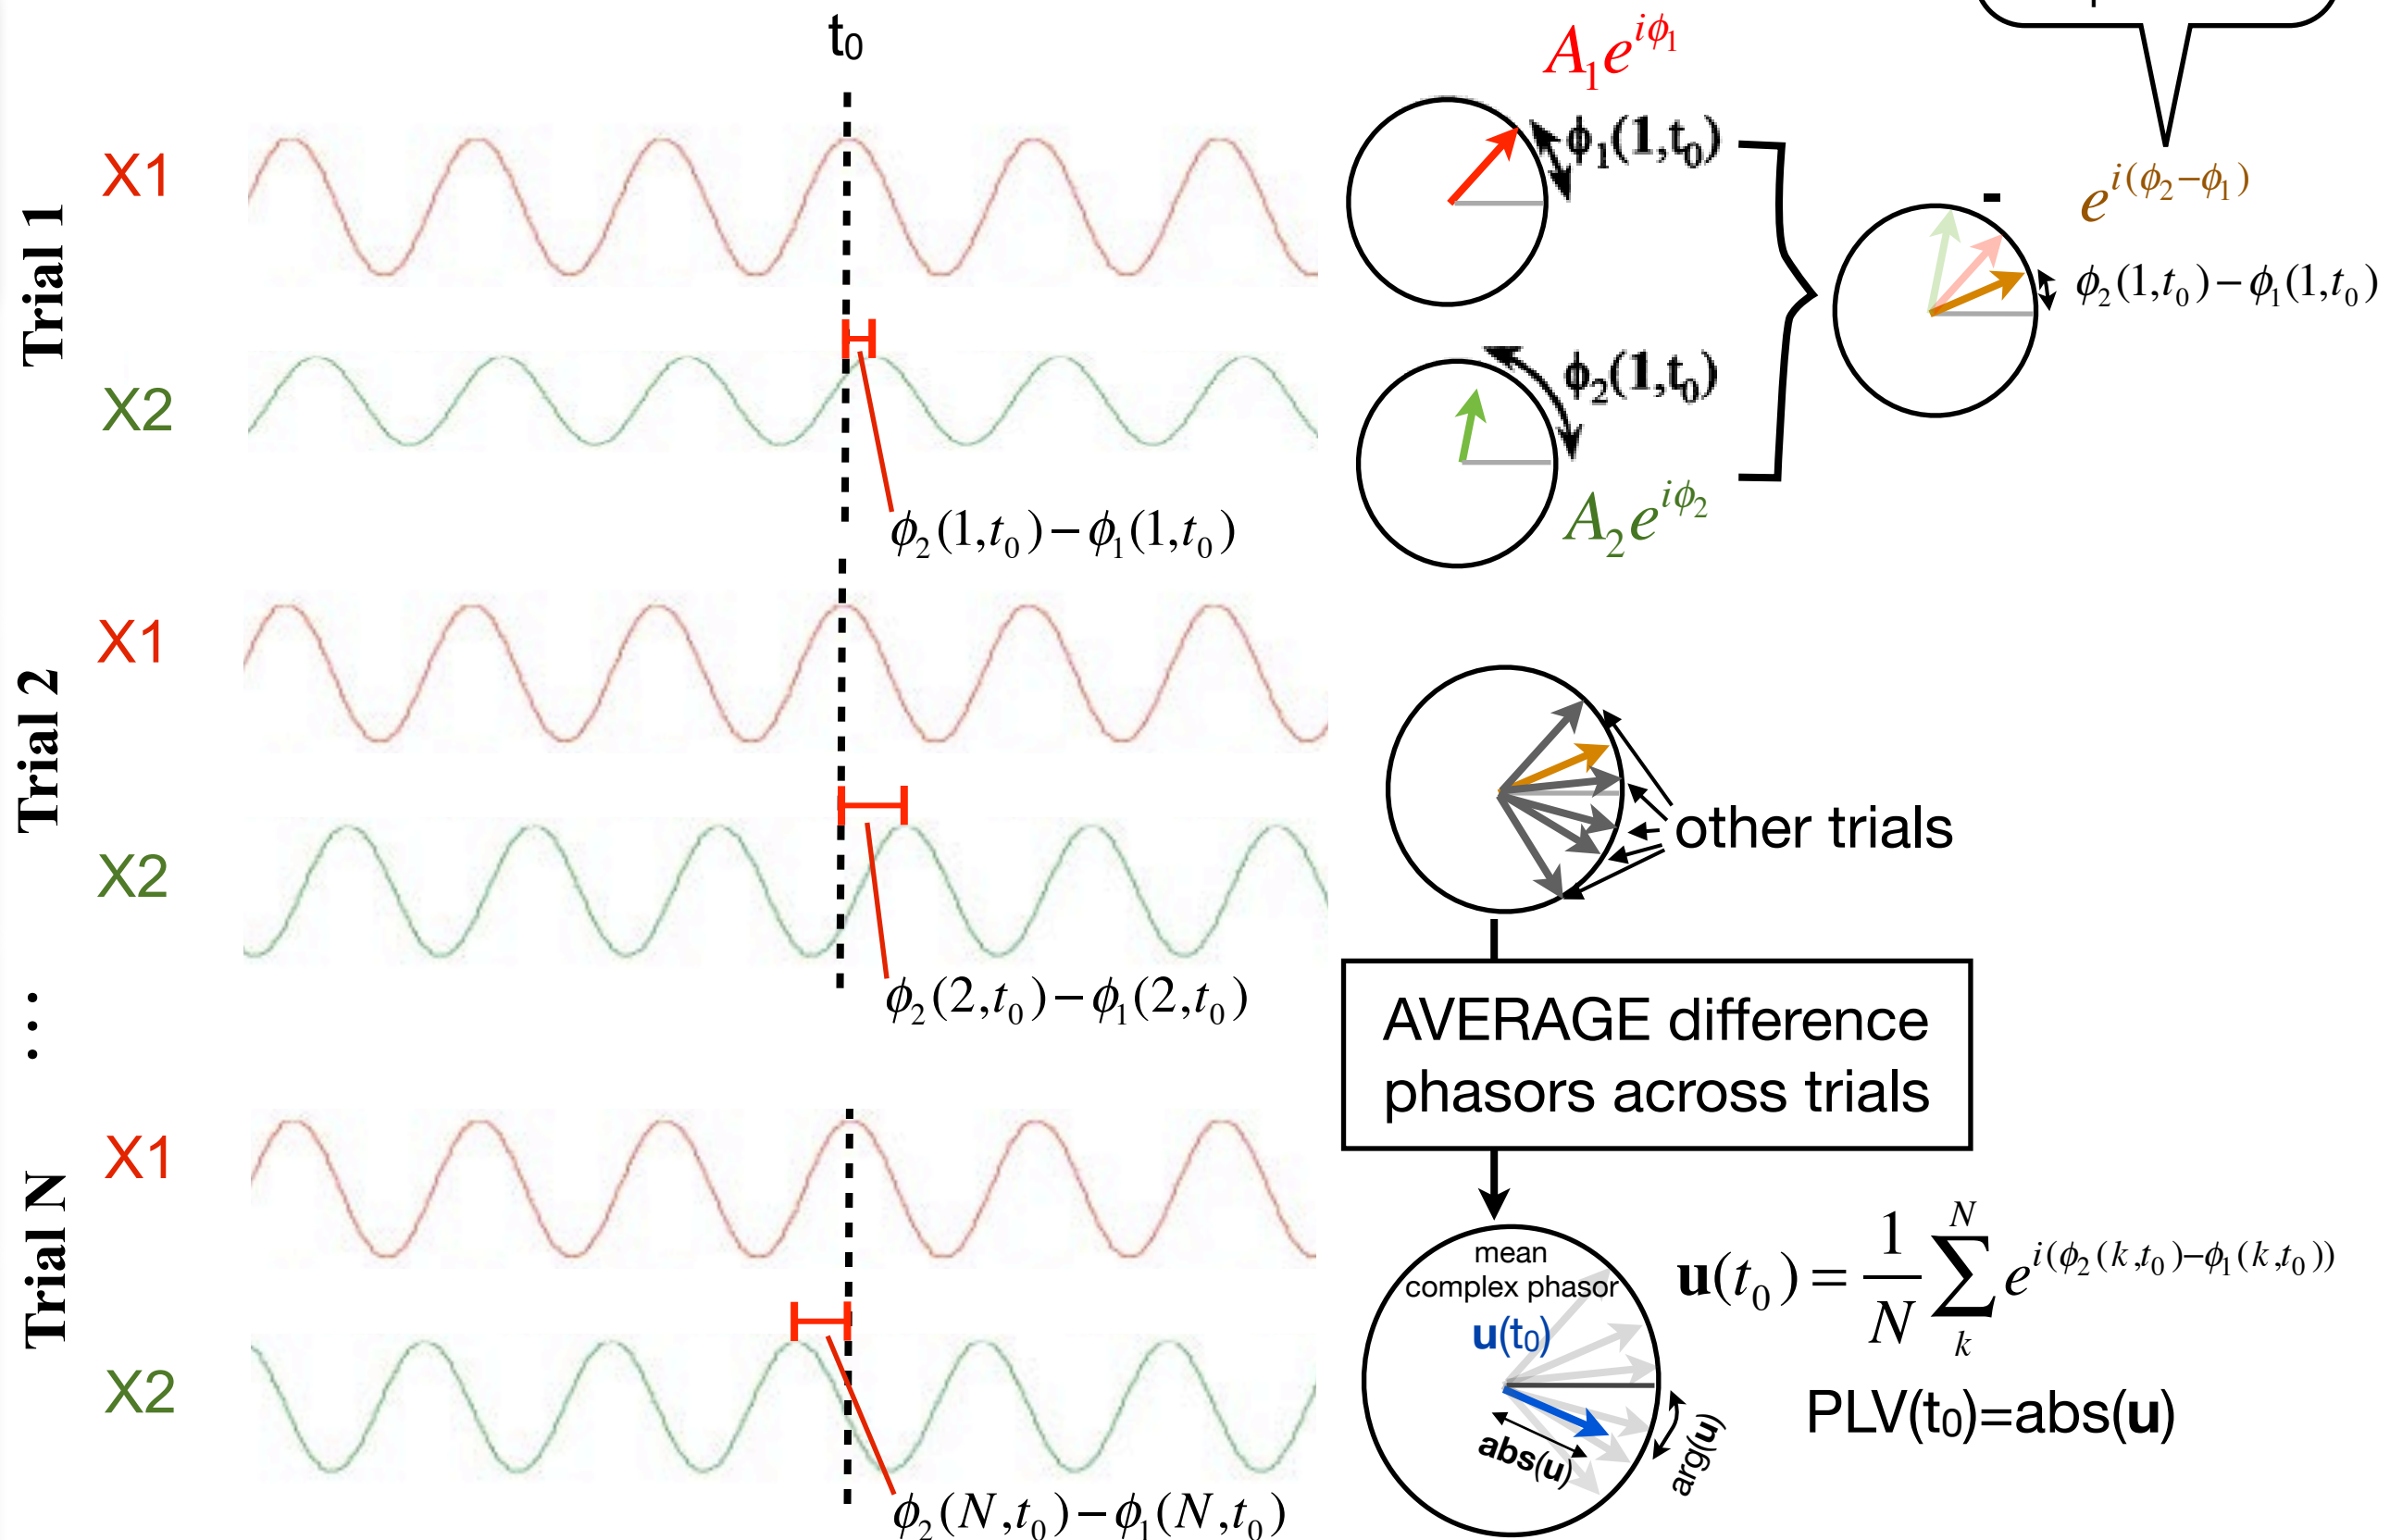 t₀
Trial 1
X1
X2
ϕ₂(1,t₀)−ϕ₁(1,t₀)
A₁e^{iϕ₁}
ϕ₁(1,t₀)
ϕ₂(1,t₀)
A₂e^{iϕ₂}
-
e^{i(ϕ₂−ϕ₁)}
ϕ₂(1,t₀)−ϕ₁(1,t₀)
Trial 2
X1
X2
ϕ₂(2,t₀)−ϕ₁(2,t₀)
other trials
AVERAGE difference
phasors across trials
⋮
Trial N
X1
X2
ϕ₂(N,t₀)−ϕ₁(N,t₀)
mean
complex phasor
u(t₀)
abs(u)
arg(u)
u(t₀) = \frac{1}{N} \sum_{k}^{N} e^{i(ϕ₂(k,t₀)−ϕ₁(k,t₀))}
PLV(t₀)=abs(u)